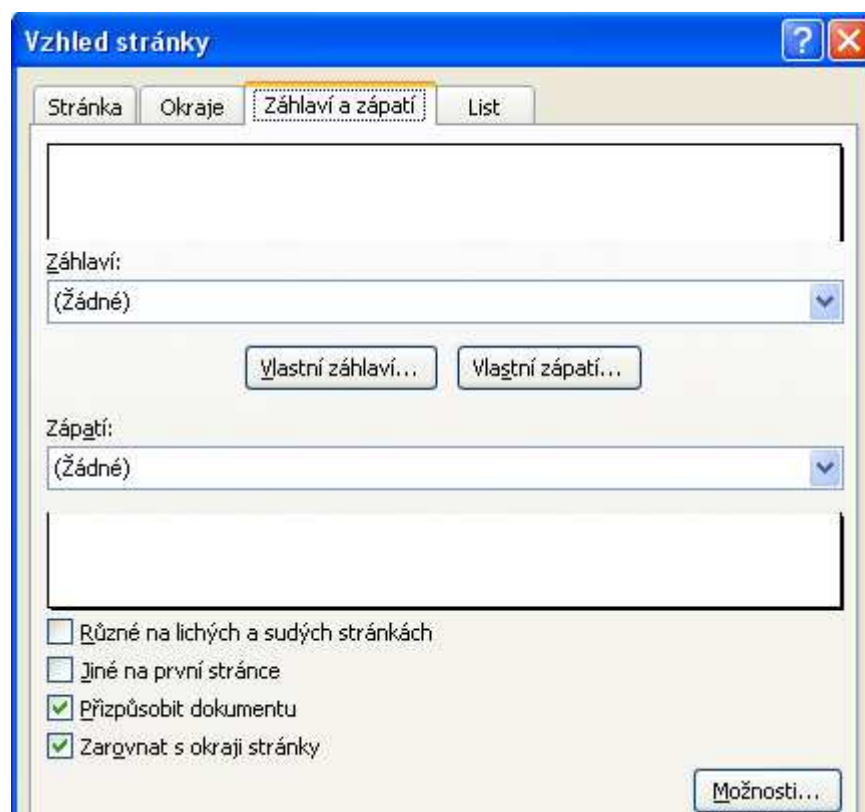 Vzhled stránky
Stránka Okraje Záhlaví a zápatí List
Záhlaví:
(Žádné)
Vlastní záhlaví... Vlastní zápatí...
Zápatí:
(Žádné)
Různé na lichých a sudých stránkách
Jiné na první stránce
Přizpůsobit dokumentu
Zarovnat s okraji stránky
Možnosti...